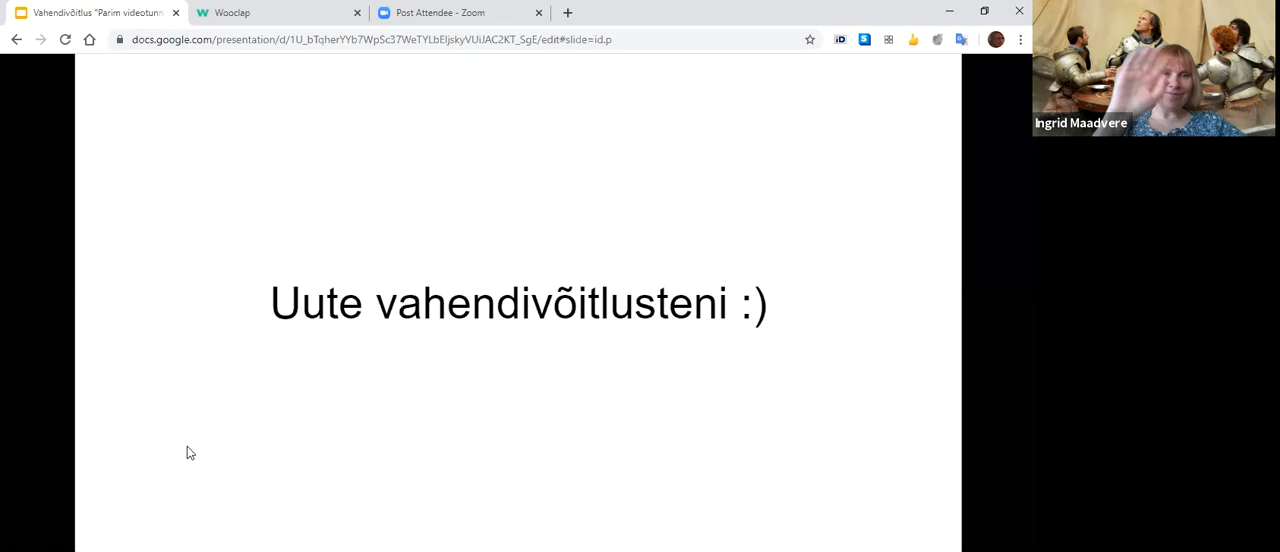 Vahendivõitlus "Parim videotunn
Wooclap
Post Attendee - Zoom
docs.google.com/presentation/d/1U_bTqherYYb7WpSc37WeTYLbEljskyVUiJAC2KT_SgE/edit#slide=id.p
iD
S
Ingrid Maadvere
Uute vahendivõitlusteni :)